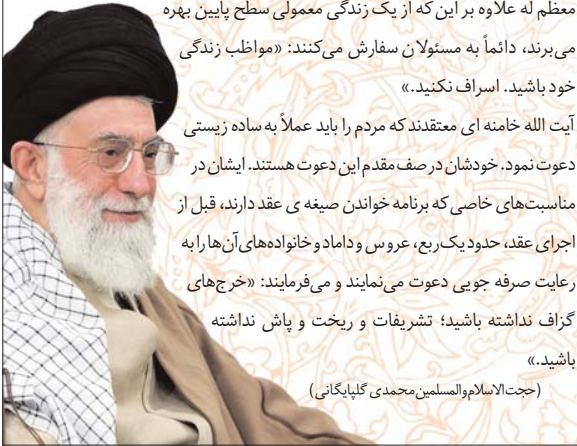 معظم له علاوه بر این که از یک زندگی معمولی سطح پایین بهره
می‌برند، دائماً به مسئولان سفارش می‌کنند: «مواظب زندگی
خود باشید. اسراف نکنید.»
آیت الله خامنه ای معتقدند که مردم را باید عملاً به ساده زیستی
دعوت نمود. خودشان در صف مقدم این دعوت هستند. ایشان در
مناسبت‌های خاصی که برنامه خواندن صیغه ی عقد دارند، قبل از
اجرای عقد، حدود یک ربع، عروس و داماد و خانواده‌های آن‌ها را به
رعایت صرفه جویی دعوت می‌نمایند و می‌فرمایند: «خرج‌های
گزاف نداشته باشید؛ تشریفات و ریخت و پاش نداشته
باشید.»
(حجت‌الاسلام‌والمسلمین محمدی گلپایگانی)